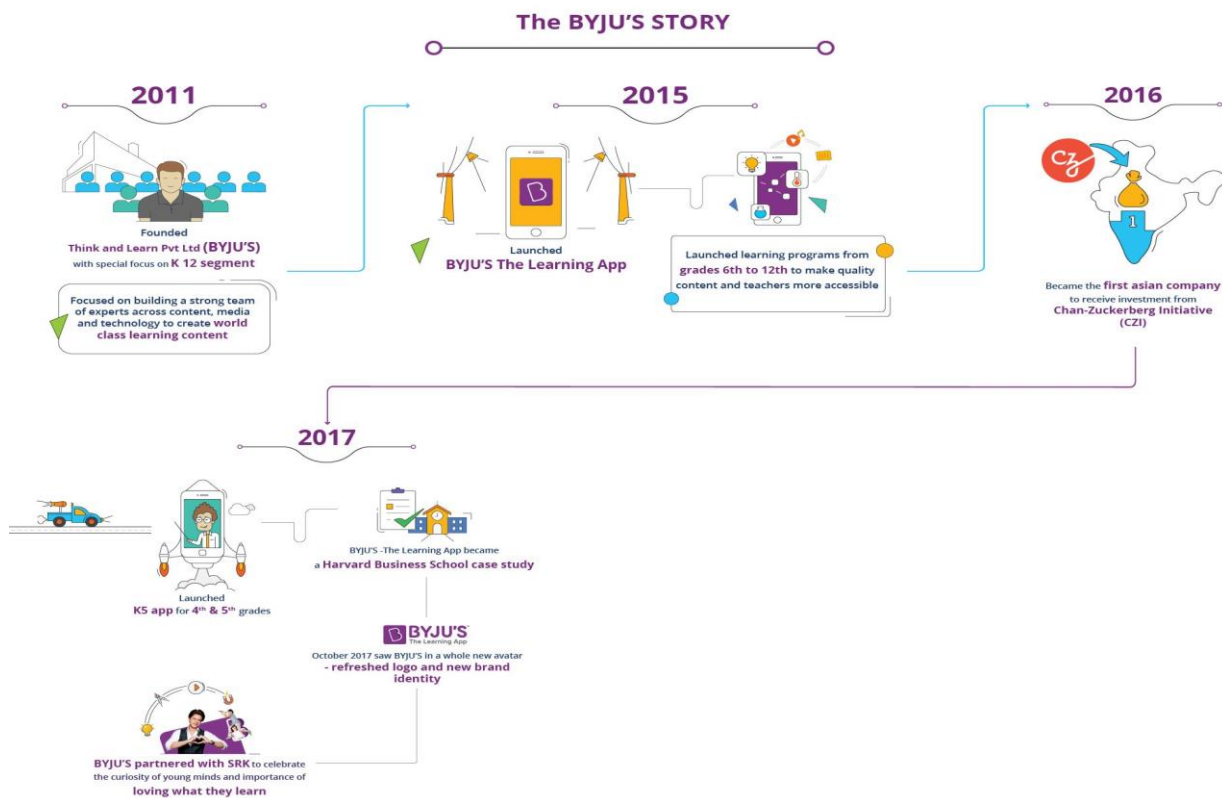 The BYJU'S STORY
2011
Founded
Think and Learn Pvt Ltd (BYJU'S)
with special focus on K 12 segment
Focused on building a strong team
of experts across content, media
and technology to create world
class learning content
2015
B
Launched
BYJU'S The Learning App
Launched learning programs from
grades 6th to 12th to make quality
content and teachers more accessible
2016
CZ
1
Became the first asian company
to receive investment from
Chan-Zuckerberg Initiative
(CZI)
2017
Launched
K5 app for 4th & 5th grades
BYJU'S -The Learning App became
a Harvard Business School case study
B BYJU'S
The Learning App
October 2017 saw BYJU'S in a whole new avatar
- refreshed logo and new brand
identity
BYJU'S partnered with SRK to celebrate
the curiosity of young minds and importance of
loving what they learn